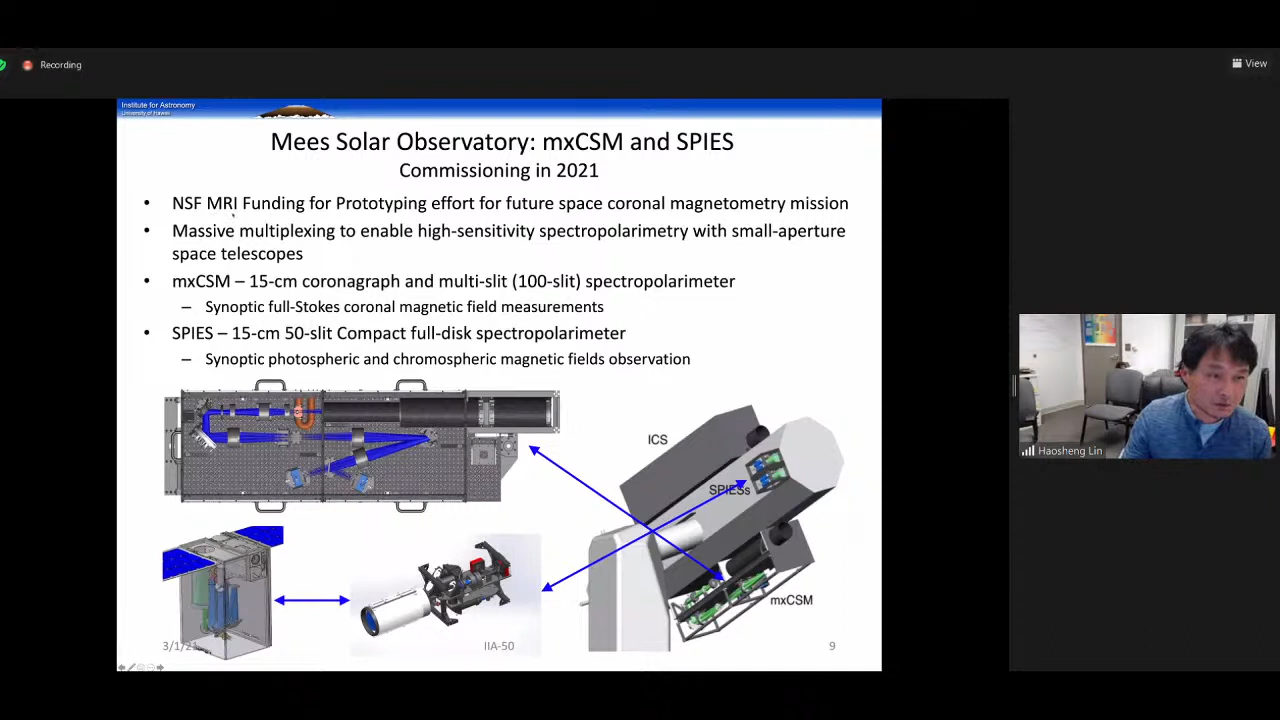 Recording
View
Institute for Astronomy
University of Hawaii
Mees Solar Observatory: mxCSM and SPIES
Commissioning in 2021
• NSF MRI Funding for Prototyping effort for future space coronal magnetometry mission
• Massive multiplexing to enable high-sensitivity spectropolarimetry with small-aperture
space telescopes
• mxCSM – 15-cm coronagraph and multi-slit (100-slit) spectropolarimeter
– Synoptic full-Stokes coronal magnetic field measurements
• SPIES – 15-cm 50-slit Compact full-disk spectropolarimeter
– Synoptic photospheric and chromospheric magnetic fields observation
ICS
SPIESs
mxCSM
3/1/21
IIA-50
9
Haosheng Lin